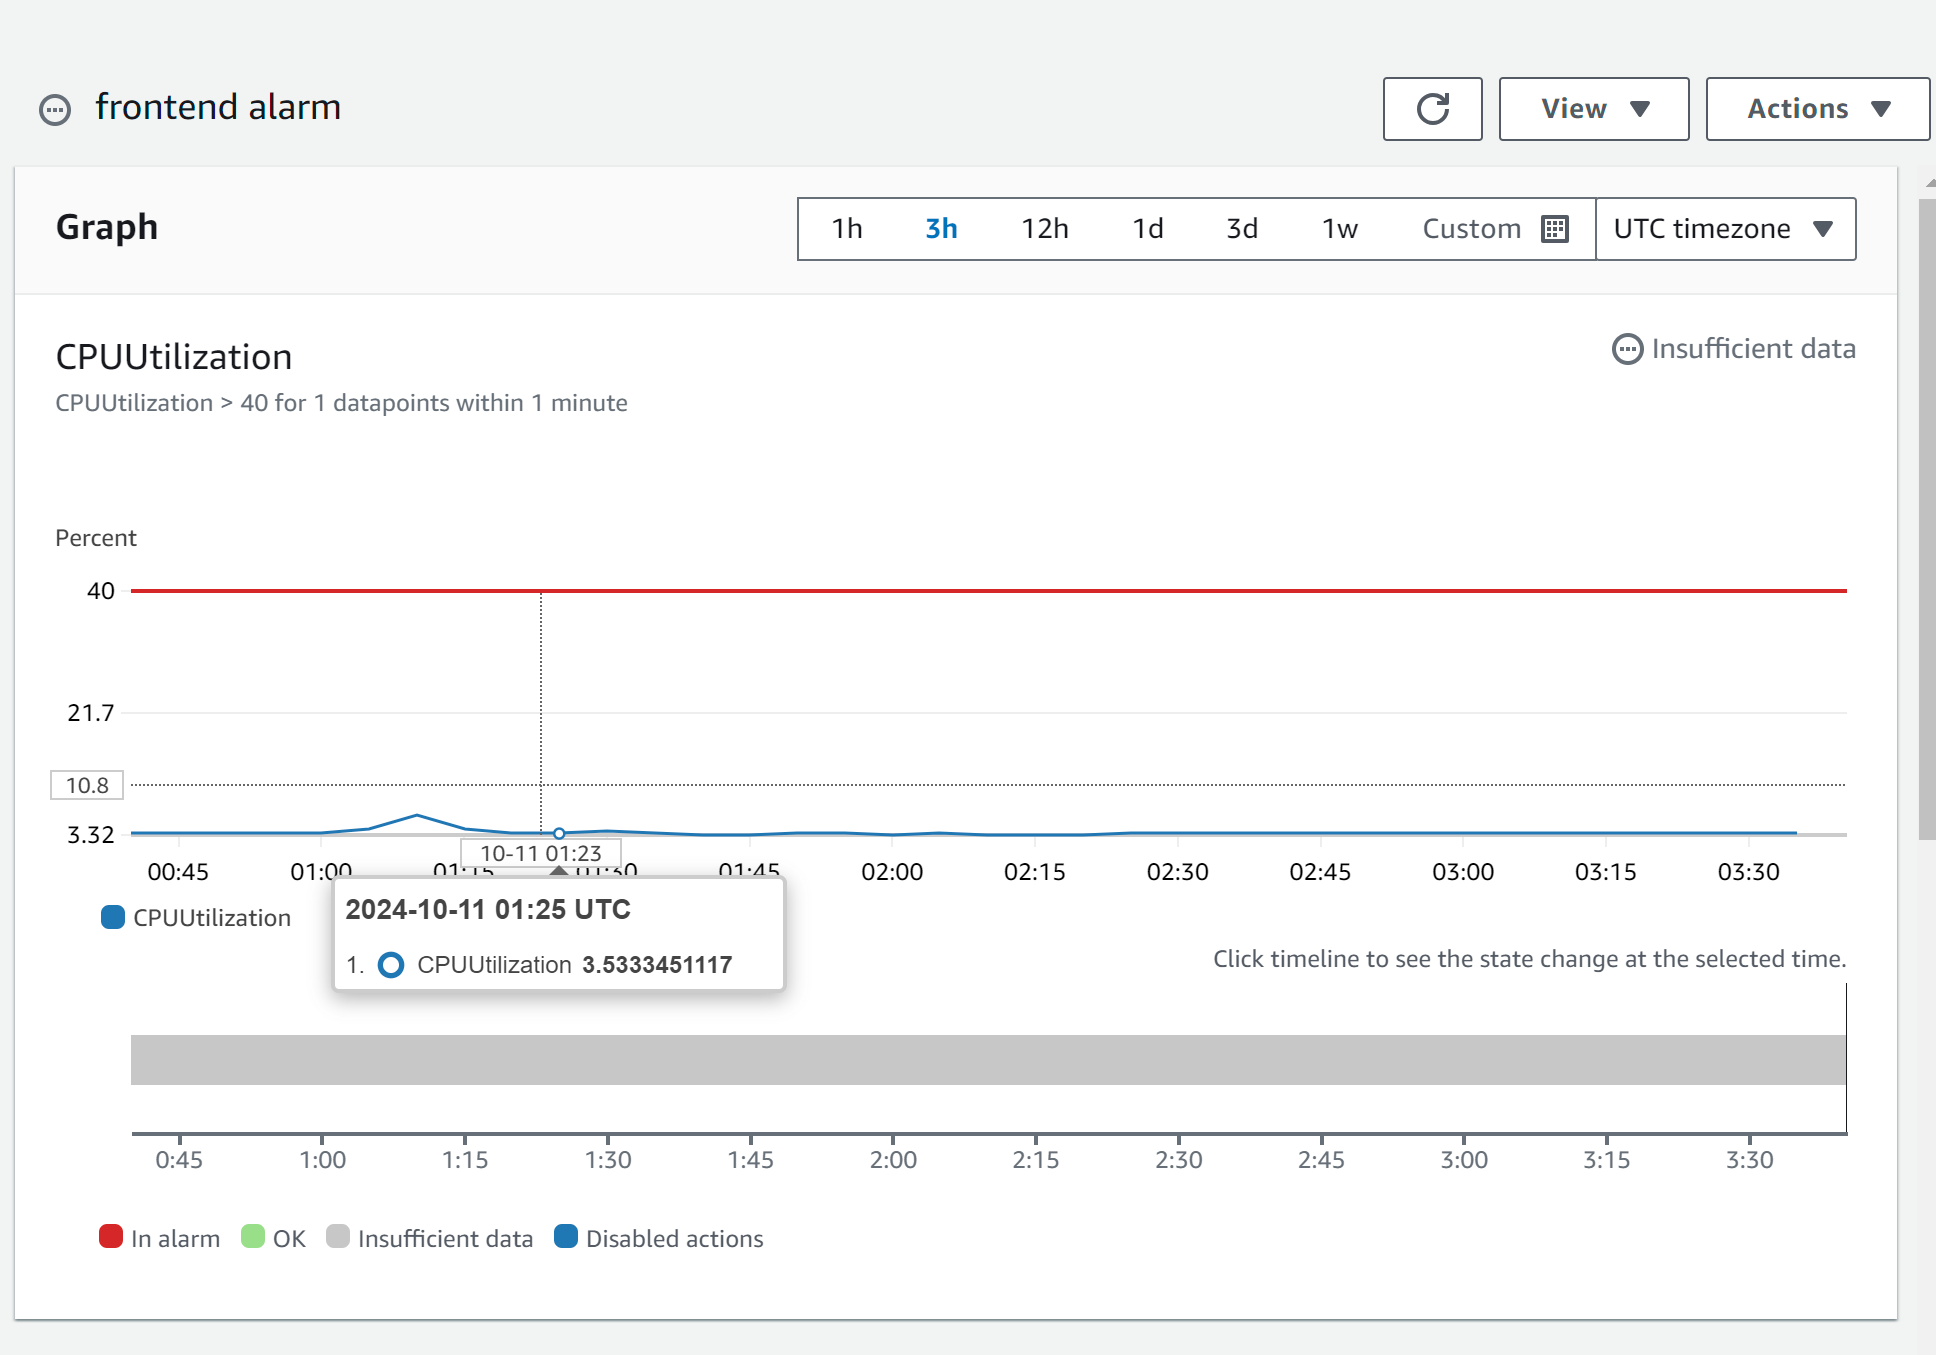 frontend alarm
View
Actions
Graph
1h 3h 12h 1d 3d 1w Custom UTC timezone
CPUUtilization
Insufficient data
CPUUtilization > 40 for 1 datapoints within 1 minute
Percent
40
21.7
10.8
3.32
10-11 01:23
00:45 01:00 01:15 01:30 01:45 02:00 02:15 02:30 02:45 03:00 03:15 03:30
CPUUtilization
2024-10-11 01:25 UTC
1. CPUUtilization 3.5333451117
Click timeline to see the state change at the selected time.
0:45 1:00 1:15 1:30 1:45 2:00 2:15 2:30 2:45 3:00 3:15 3:30
In alarm OK Insufficient data Disabled actions